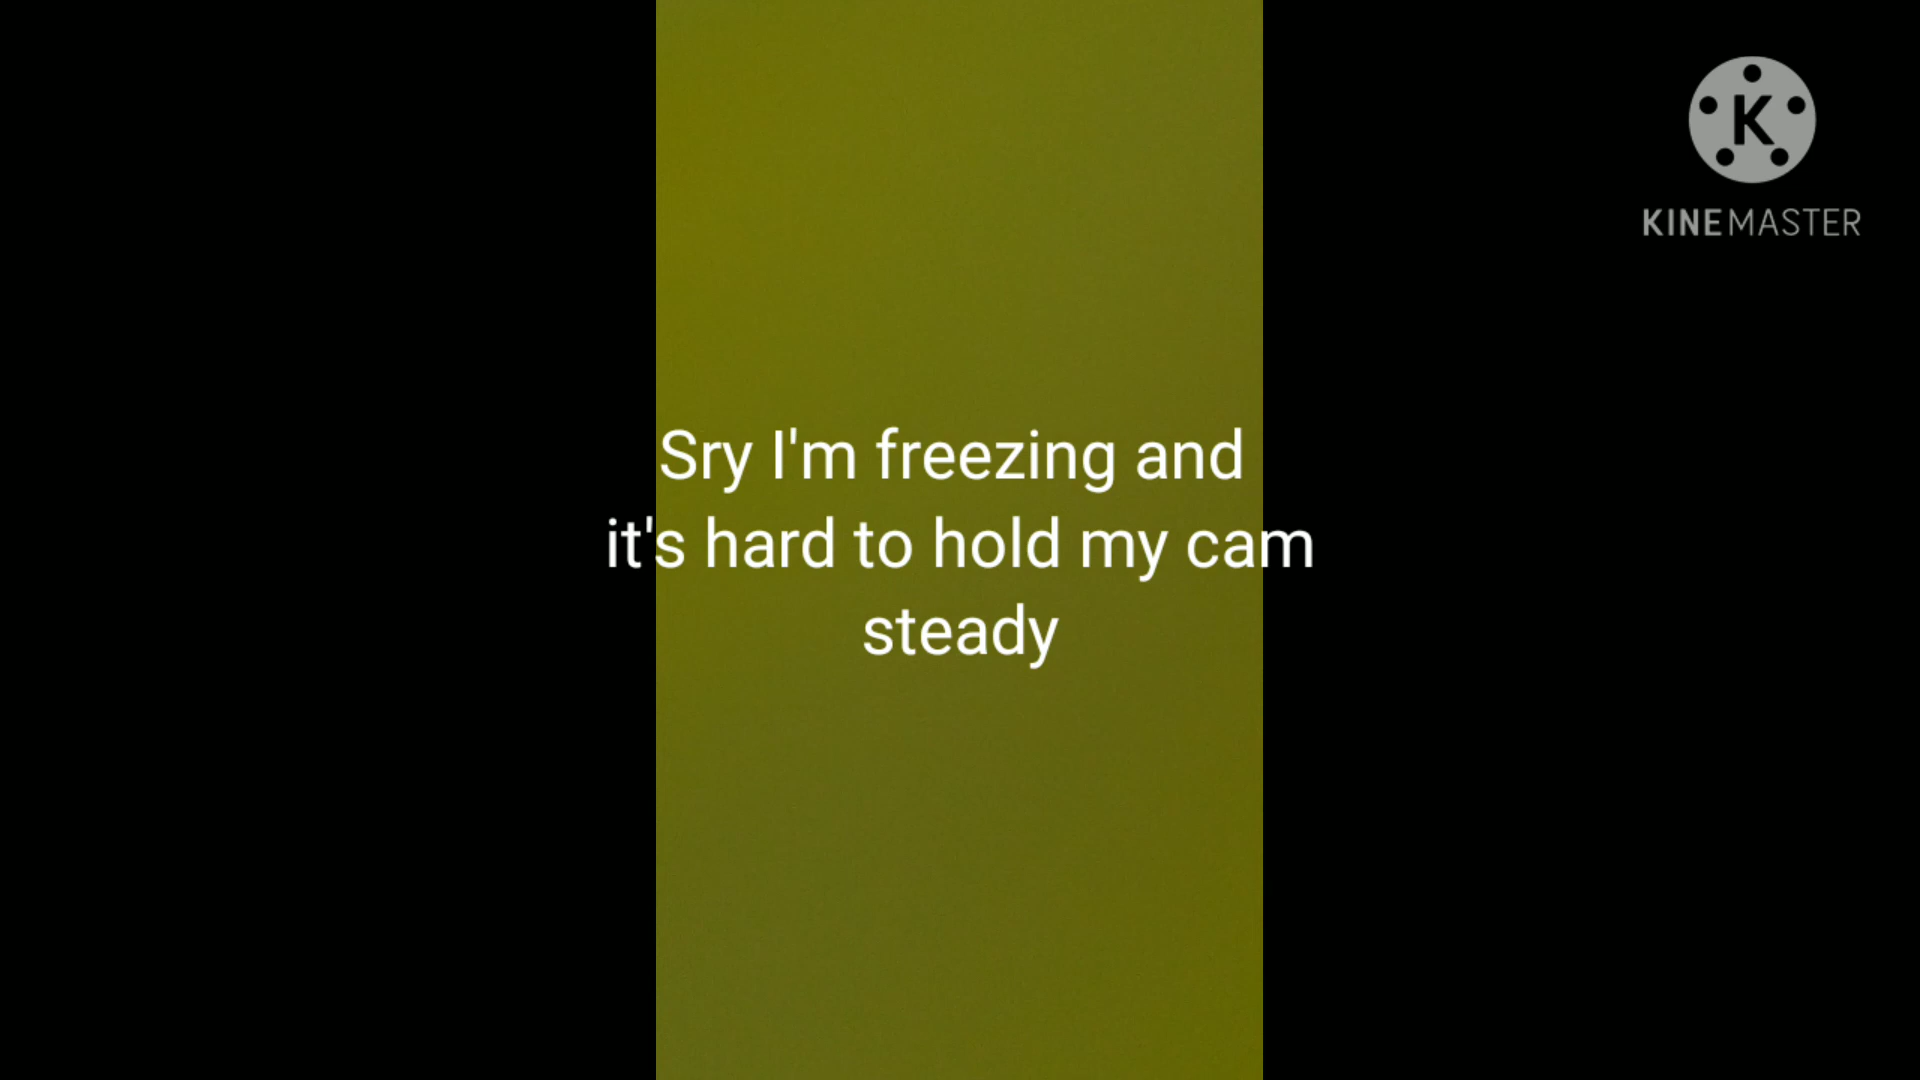 K
KINEMASTER
Sry I'm freezing and
it's hard to hold my cam
steady